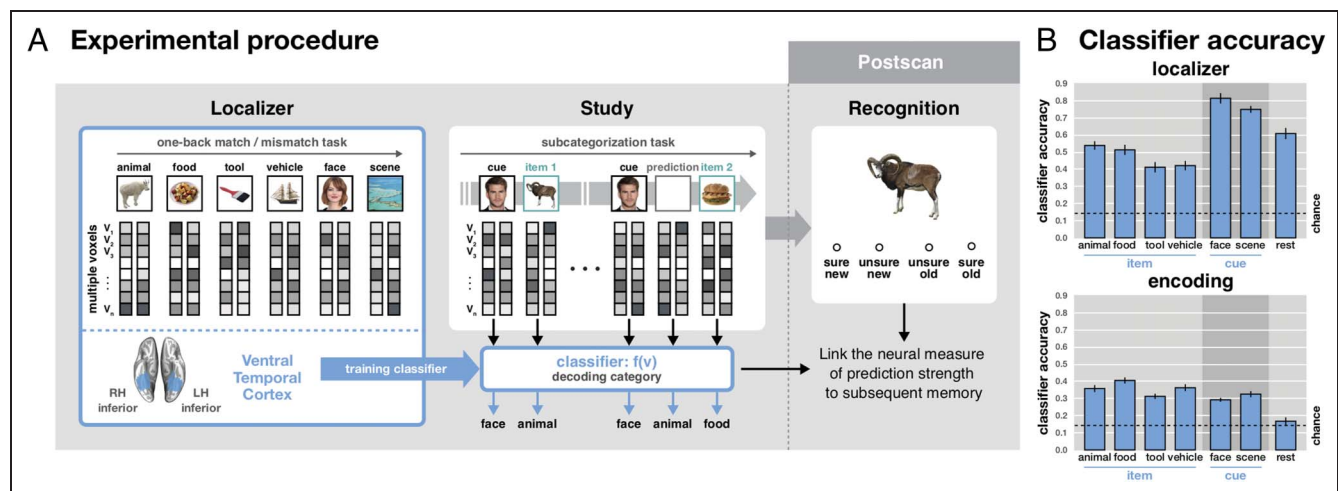 A Experimental procedure
Postscan
Localizer
one-back match / mismatch task
animal food tool vehicle face scene
multiple voxels
V1
V2
V3
Vn
RH
inferior
LH
inferior
Ventral
Temporal
Cortex
training classifier
Study
subcategorization task
cue item 1 cue prediction item 2
V1
V2
V3
Vn
classifier: f(v)
decoding category
face animal face animal food
Recognition
sure
new
unsure
new
unsure
old
sure
old
Link the neural measure
of prediction strength
to subsequent memory
B Classifier accuracy
localizer
classifier accuracy
0.9
0.8
0.7
0.6
0.5
0.4
0.3
0.2
0.1
0.0
chance
animal food tool vehicle face scene rest
item cue
encoding
classifier accuracy
0.9
0.8
0.7
0.6
0.5
0.4
0.3
0.2
0.1
0.0
chance
animal food tool vehicle face scene rest
item cue